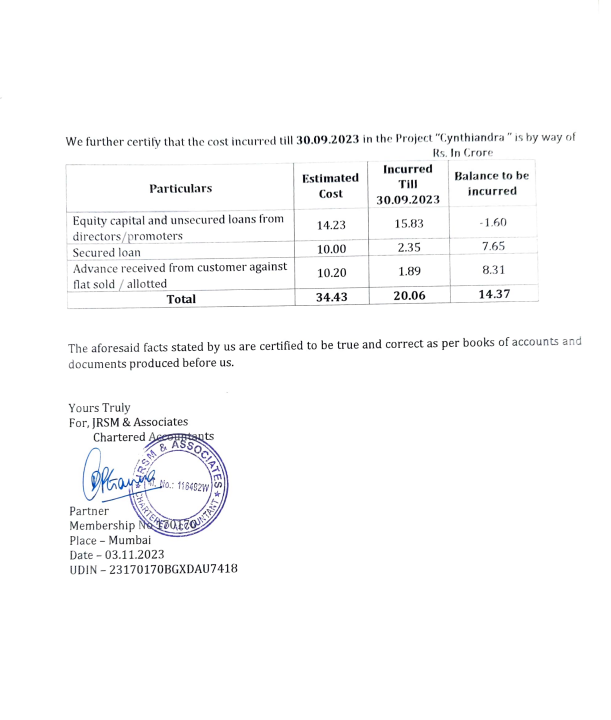 We further certify that the cost incurred till 30.09.2023 in the Project "Cynthiandra " is by way of
Rs. In Crore
Particulars Estimated Cost Incurred Till 30.09.2023 Balance to be incurred
Equity capital and unsecured loans from directors/promoters 14.23 15.83 -1.60
Secured loan 10.00 2.35 7.65
Advance received from customer against flat sold / allotted 10.20 1.89 8.31
Total 34.43 20.06 14.37
The aforesaid facts stated by us are certified to be true and correct as per books of accounts and
documents produced before us.
Yours Truly
For, JRSM & Associates
Chartered Accountants
JRSM & ASSOCIATES
No.: 118482W
CHARTERED ACCOUNTANT
Partner
Membership No
Place – Mumbai
Date – 03.11.2023
UDIN – 23170170BGXDAU7418